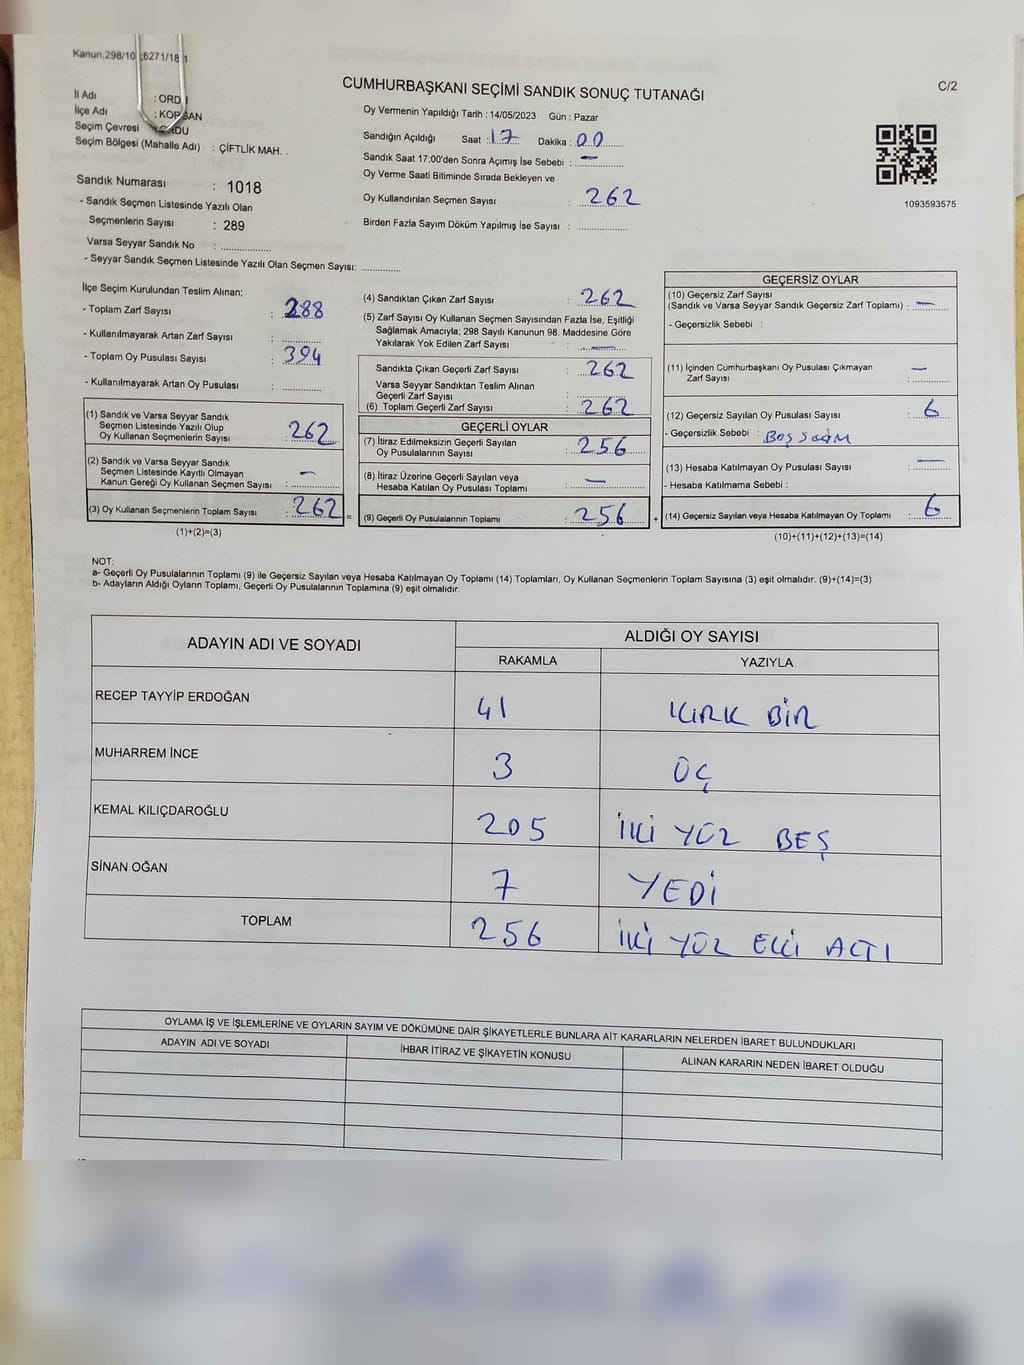 Kanun:298/10 6271/18 1
CUMHURBAŞKANI SEÇİMİ SANDIK SONUÇ TUTANAĞI
C/2
İl Adı : ORD
İlçe Adı :
Seçim Çevresi :
Seçim Bölgesi (Mahalle Adı) : ÇİFTLİK MAH.
Oy Vermenin Yapıldığı Tarih : 14/05/2023 Gün : Pazar
Sandığın Açıldığı Saat : 17 Dakika : 00
Sandık Saat 17:00'den Sonra Açımış İse Sebebi : —
Oy Verme Saati Bitiminde Sırada Bekleyen ve
Oy Kullandırılan Seçmen Sayısı : 262
Birden Fazla Sayım Döküm Yapılmış İse Sayısı :
1093593575
Sandık Numarası : 1018
- Sandık Seçmen Listesinde Yazılı Olan
Seçmenlerin Sayısı : 289
Varsa Seyyar Sandık No :
- Seyyar Sandık Seçmen Listesinde Yazılı Olan Seçmen Sayısı:
İlçe Seçim Kurulundan Teslim Alınan;
- Toplam Zarf Sayısı : 288
- Kullanılmayarak Artan Zarf Sayısı :
- Toplam Oy Pusulası Sayısı : 394
- Kullanılmayarak Artan Oy Pusulası :
(1) Sandık ve Varsa Seyyar Sandık
Seçmen Listesinde Yazılı Olup
Oy Kullanan Seçmenlerin Sayısı : 262
(2) Sandık ve Varsa Seyyar Sandık
Seçmen Listesinde Kayıtlı Olmayan
Kanun Gereği Oy Kullanan Seçmen Sayısı : —
(3) Oy Kullanan Seçmenlerin Toplam Sayısı : 262 =
(1)+(2)=(3)
(4) Sandıktan Çıkan Zarf Sayısı : 262
(5) Zarf Sayısı Oy Kullanan Seçmen Sayısından Fazla İse, Eşitliği
Sağlamak Amacıyla; 298 Sayılı Kanunun 98. Maddesine Göre
Yakılarak Yok Edilen Zarf Sayısı : —
Sandıkta Çıkan Geçerli Zarf Sayısı : 262
Varsa Seyyar Sandıktan Teslim Alınan
Geçerli Zarf Sayısı :
(6) Toplam Geçerli Zarf Sayısı : 262
GEÇERLİ OYLAR
(7) İtiraz Edilmeksizin Geçerli Sayılan
Oy Pusulalarının Sayısı : 256
(8) İtiraz Üzerine Geçerli Sayılan veya
Hesaba Katılan Oy Pusulası Toplamı : —
(9) Geçerli Oy Pusulalarının Toplamı : 256 +
GEÇERSİZ OYLAR
(10) Geçersiz Zarf Sayısı
(Sandık ve Varsa Seyyar Sandık Geçersiz Zarf Toplamı) : —
- Geçersizlik Sebebi :
(11) İçinden Cumhurbaşkanı Oy Pusulası Çıkmayan
Zarf Sayısı : —
(12) Geçersiz Sayılan Oy Pusulası Sayısı : 6
- Geçersizlik Sebebi : BOŞ
(13) Hesaba Katılmayan Oy Pusulası Sayısı : —
- Hesaba Katılmama Sebebi :
(14) Geçersiz Sayılan veya Hesaba Katılmayan Oy Toplamı : 6
(10)+(11)+(12)+(13)=(14)
NOT:
a- Geçerli Oy Pusulalarının Toplamı (9) ile Geçersiz Sayılan veya Hesaba Katılmayan Oy Toplamı (14) Toplamları, Oy Kullanan Seçmenlerin Toplam Sayısına (3) eşit olmalıdır. (9)+(14)=(3)
b- Adayların Aldığı Oyların Toplamı, Geçerli Oy Pusulalarının Toplamına (9) eşit olmalıdır.
ADAYIN ADI VE SOYADI ALDIĞI OY SAYISI
RAKAMLA YAZIYLA
RECEP TAYYİP ERDOĞAN 41 KIRK BİR
MUHARREM İNCE 3 ÜÇ
KEMAL KILIÇDAROĞLU 205 İKİ YÜZ BEŞ
SİNAN OĞAN 7 YEDİ
TOPLAM 256 İKİ YÜZ ELLİ ALTI
OYLAMA İŞ VE İŞLEMLERİNE VE OYLARIN SAYIM VE DÖKÜMÜNE DAİR ŞİKAYETLERLE BUNLARA AİT KARARLARIN NELERDEN İBARET BULUNDUKLARI
ADAYIN ADI VE SOYADI İHBAR İTİRAZ VE ŞİKAYETİN KONUSU ALINAN KARARIN NEDEN İBARET OLDUĞU